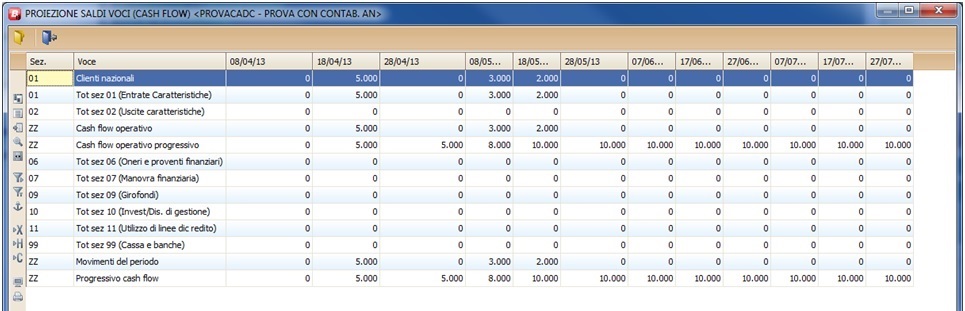 PROIEZIONE SALDI VOCI (CASH FLOW) <PROVACADC - PROVA CON CONTAB. AN>
Sez. Voce 08/04/13 18/04/13 28/04/13 08/05... 18/05... 28/05/13 07/06... 17/06... 27/06... 07/07... 17/07... 27/07...
01 Clienti nazionali 0 5.000 0 3.000 2.000 0 0 0 0 0 0 0
01 Tot sez 01 (Entrate Caratteristiche) 0 5.000 0 3.000 2.000 0 0 0 0 0 0 0
02 Tot sez 02 (Uscite caratteristiche) 0 0 0 0 0 0 0 0 0 0 0 0
ZZ Cash flow operativo 0 5.000 0 3.000 2.000 0 0 0 0 0 0 0
ZZ Cash flow operativo progressivo 0 5.000 5.000 8.000 10.000 10.000 10.000 10.000 10.000 10.000 10.000 10.000
06 Tot sez 06 (Oneri e proventi finanziari) 0 0 0 0 0 0 0 0 0 0 0 0
07 Tot sez 07 (Manovra finanziaria) 0 0 0 0 0 0 0 0 0 0 0 0
09 Tot sez 09 (Girofondi) 0 0 0 0 0 0 0 0 0 0 0 0
10 Tot sez 10 (Invest/Dis. di gestione) 0 0 0 0 0 0 0 0 0 0 0 0
11 Tot sez 11 (Utilizzo di linee dic redito) 0 0 0 0 0 0 0 0 0 0 0 0
99 Tot sez 99 (Cassa e banche) 0 0 0 0 0 0 0 0 0 0 0 0
ZZ Movimenti del periodo 0 5.000 0 3.000 2.000 0 0 0 0 0 0 0
ZZ Progressivo cash flow 0 5.000 5.000 8.000 10.000 10.000 10.000 10.000 10.000 10.000 10.000 10.000